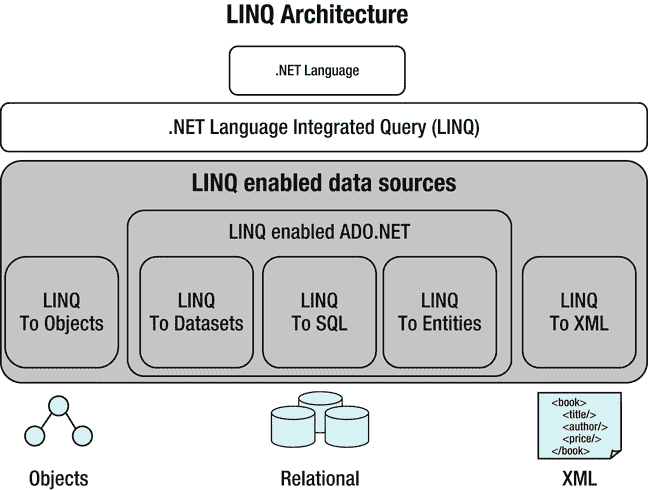 LINQ Architecture
.NET Language
.NET Language Integrated Query (LINQ)
LINQ enabled data sources
LINQ enabled ADO.NET
LINQ
To Objects
LINQ
To Datasets
LINQ
To SQL
LINQ
To Entities
LINQ
To XML
<book>
<title/>
<author/>
<price/>
</book>
Objects
Relational
XML